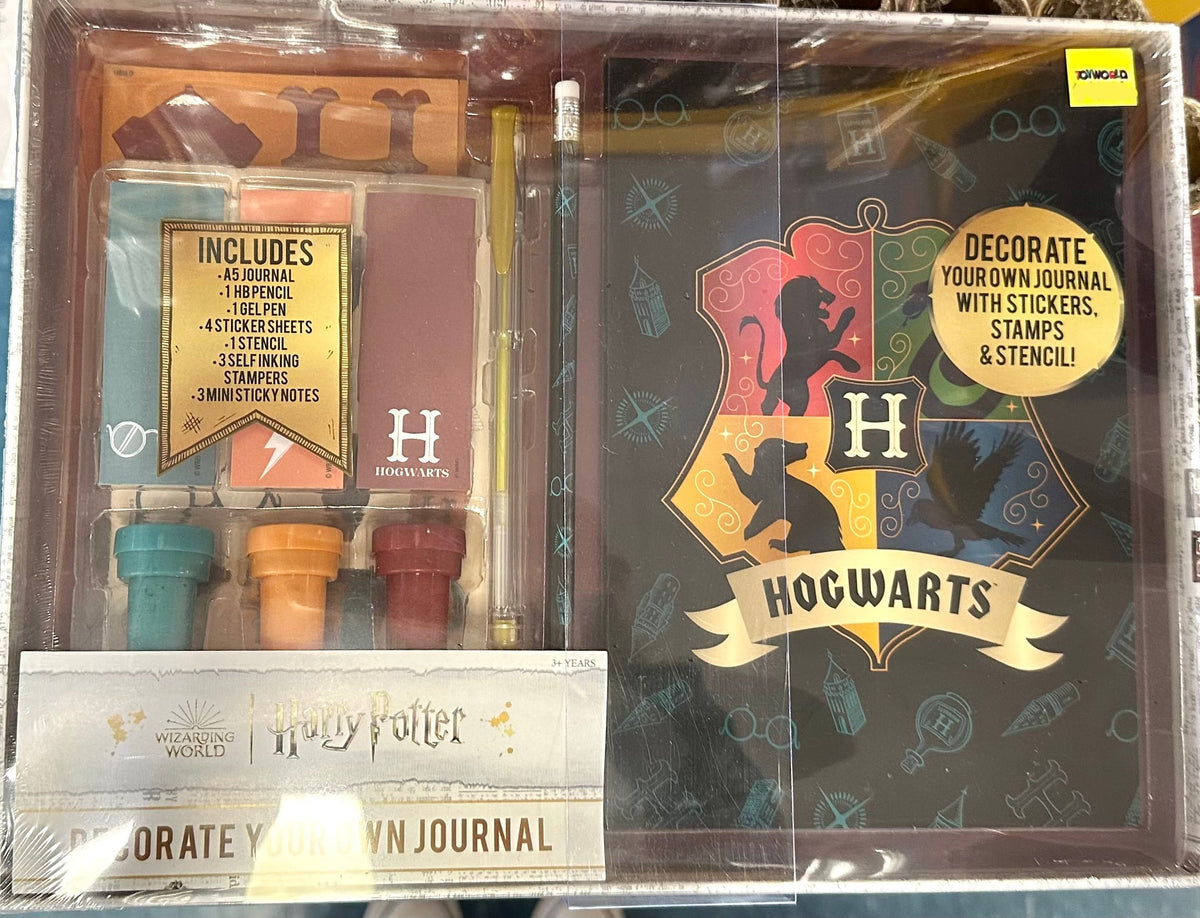 TOYWORLD
INCLUDES
•A5 JOURNAL
•1 HB PENCIL
•1 GEL PEN
•4 STICKER SHEETS
•1 STENCIL
•3 SELF INKING
STAMPERS
•3 MINI STICKY NOTES
H
HOGWARTS
DECORATE
YOUR OWN JOURNAL
WITH STICKERS,
STAMPS
& STENCIL!
H
HOGWARTS
3+ YEARS
WIZARDING
WORLD
Harry Potter
DECORATE YOUR OWN JOURNAL